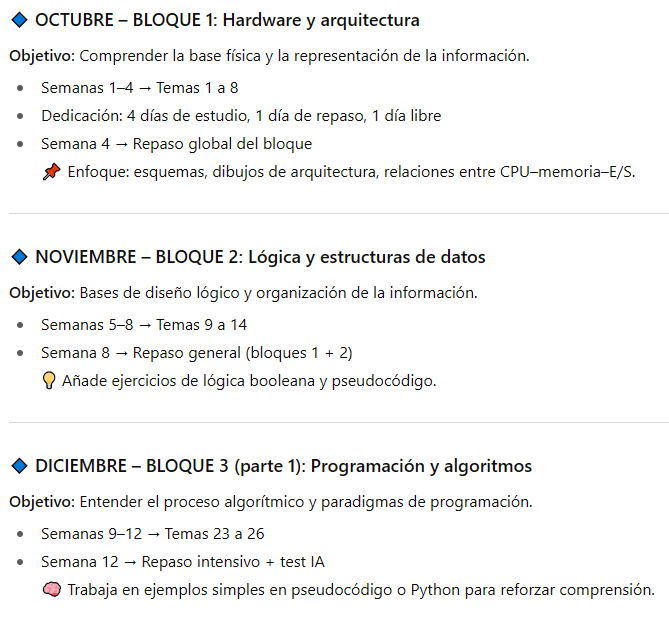 🔷 OCTUBRE – BLOQUE 1: Hardware y arquitectura
Objetivo: Comprender la base física y la representación de la información.
• Semanas 1–4 → Temas 1 a 8
• Dedicación: 4 días de estudio, 1 día de repaso, 1 día libre
• Semana 4 → Repaso global del bloque
📌 Enfoque: esquemas, dibujos de arquitectura, relaciones entre CPU–memoria–E/S.
🔷 NOVIEMBRE – BLOQUE 2: Lógica y estructuras de datos
Objetivo: Bases de diseño lógico y organización de la información.
• Semanas 5–8 → Temas 9 a 14
• Semana 8 → Repaso general (bloques 1 + 2)
💡 Añade ejercicios de lógica booleana y pseudocódigo.
🔷 DICIEMBRE – BLOQUE 3 (parte 1): Programación y algoritmos
Objetivo: Entender el proceso algorítmico y paradigmas de programación.
• Semanas 9–12 → Temas 23 a 26
• Semana 12 → Repaso intensivo + test IA
🧠 Trabaja en ejemplos simples en pseudocódigo o Python para reforzar comprensión.